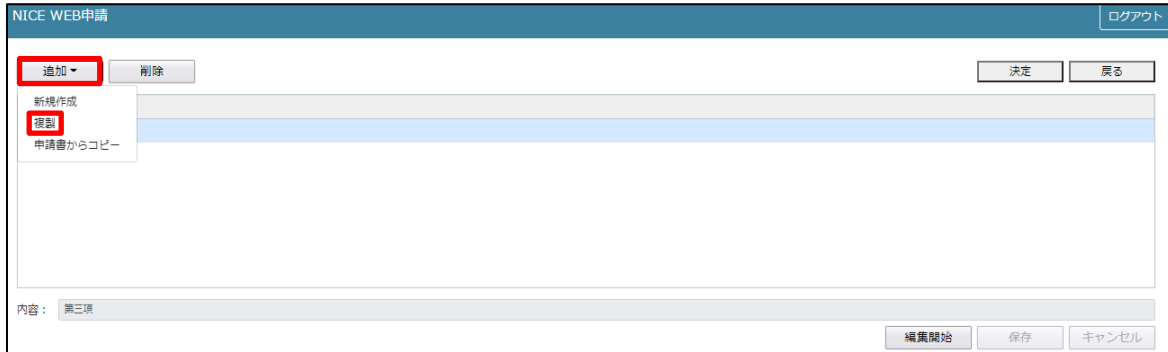 NICE WEB申請 ログアウト
追加 削除 決定 戻る
新規作成
複製
申請書からコピー
内容： 第三項
編集開始 保存 キャンセル